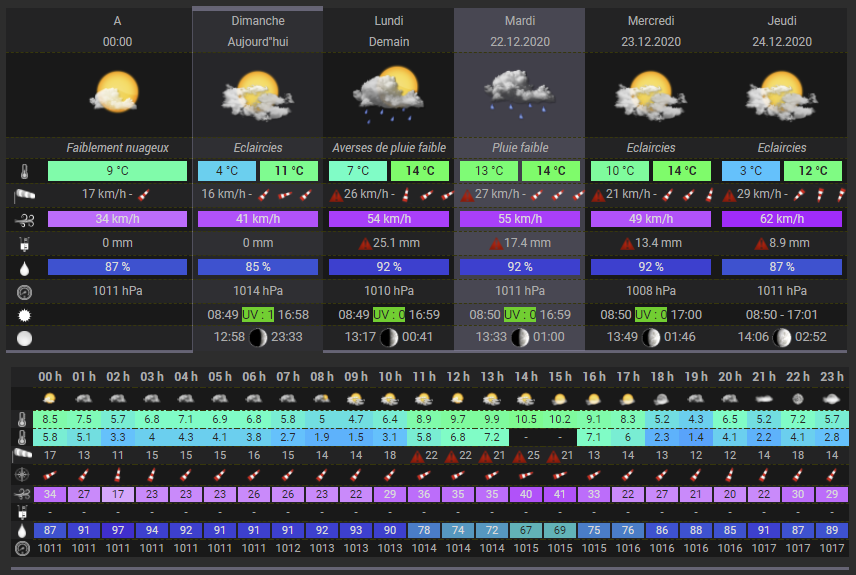 A Dimanche Lundi Mardi Mercredi Jeudi
00:00 Aujourd"hui Demain 22.12.2020 23.12.2020 24.12.2020
Faiblement nuageux Eclaircies Averses de pluie faible Pluie faible Eclaircies Eclaircies
9 °C 4 °C 11 °C 7 °C 14 °C 13 °C 14 °C 10 °C 14 °C 3 °C 12 °C
17 km/h - 16 km/h - 26 km/h - 27 km/h - 21 km/h - 29 km/h -
34 km/h 41 km/h 54 km/h 55 km/h 49 km/h 62 km/h
0 mm 0 mm 25.1 mm 17.4 mm 13.4 mm 8.9 mm
87 % 85 % 92 % 92 % 92 % 87 %
1011 hPa 1014 hPa 1010 hPa 1011 hPa 1008 hPa 1011 hPa
08:49 UV : 1 16:58 08:49 UV : 0 16:59 08:50 UV : 0 16:59 08:50 UV : 0 17:00 08:50 - 17:01
12:58 23:33 13:17 00:41 13:33 01:00 13:49 01:46 14:06 02:52
00 h 01 h 02 h 03 h 04 h 05 h 06 h 07 h 08 h 09 h 10 h 11 h 12 h 13 h 14 h 15 h 16 h 17 h 18 h 19 h 20 h 21 h 22 h 23 h
8.5 7.5 5.7 6.8 7.1 6.9 6.8 5.8 5 4.7 6.4 8.9 9.7 9.9 10.5 10.2 9.1 8.3 5.2 4.3 6.5 5.2 7.2 5.7
5.8 5.1 3.3 4 4.3 4.1 3.8 2.7 1.9 1.5 3.1 5.8 6.8 7.2 - - 7.1 6 2.3 1.4 4.1 2.2 4.1 2.8
17 13 11 15 15 15 16 15 14 14 18 22 22 21 25 21 13 14 13 12 12 14 18 14
34 27 17 23 23 23 26 26 23 22 29 36 35 35 40 41 33 22 27 21 20 22 30 29
- - - - - - - - - - - - - - - - - - - - - - - -
87 91 97 94 92 91 91 91 92 93 90 78 74 72 67 69 75 76 86 88 85 91 87 89
1011 1011 1011 1011 1011 1011 1011 1012 1013 1013 1013 1014 1014 1014 1015 1015 1015 1016 1016 1016 1016 1016 1017 1017